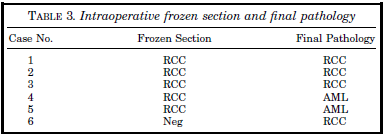 TABLE 3. Intraoperative frozen section and final pathology
Case No. Frozen Section Final Pathology
1 RCC RCC
2 RCC RCC
3 RCC RCC
4 RCC AML
5 RCC AML
6 Neg RCC